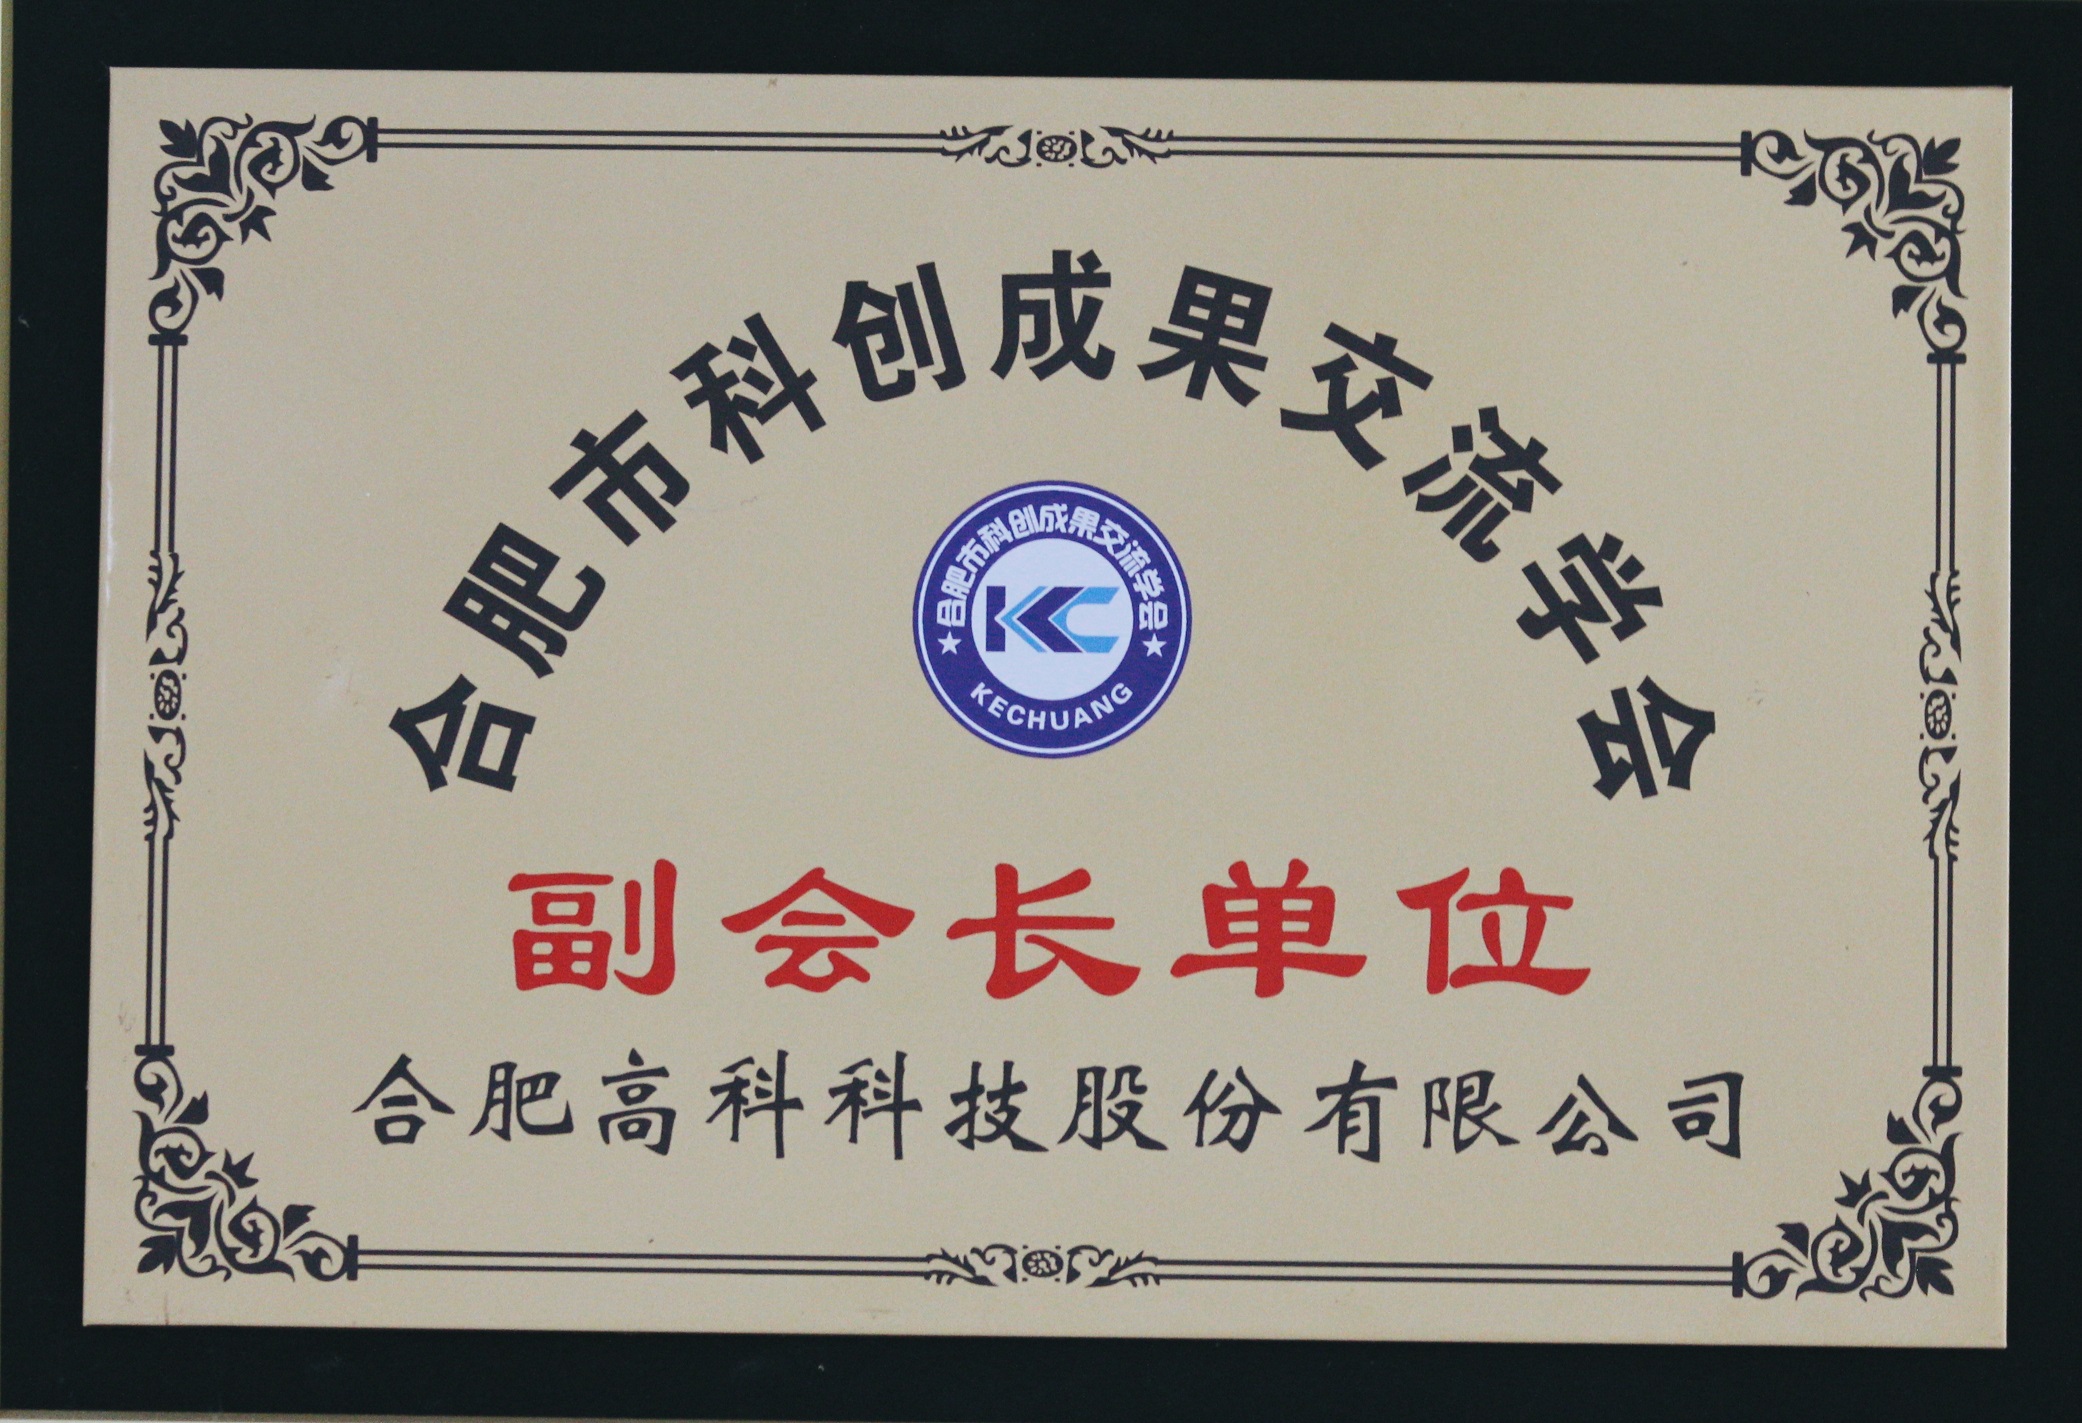 合肥市科创成果交流学会
合肥市科创成果交流学会
KC
★ ★
KECHUANG
副会长单位
合肥高科科技股份有限公司